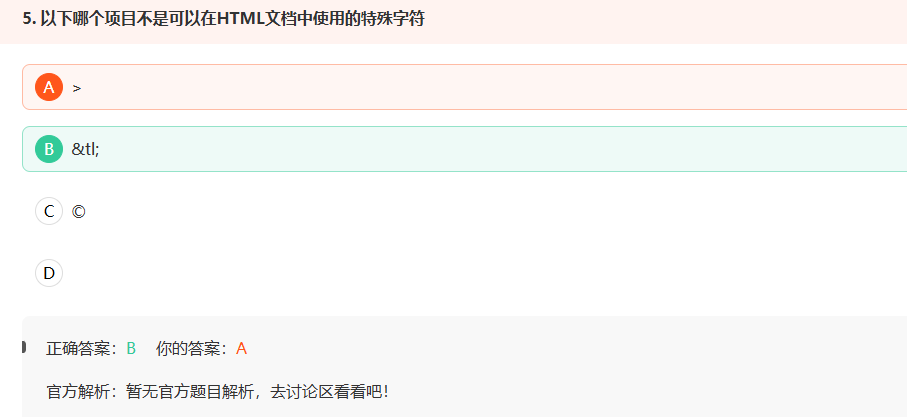 5. 以下哪个项目不是可以在HTML文档中使用的特殊字符
A >
B &tl;
C ©
D
正确答案：B 你的答案：A
官方解析：暂无官方题目解析，去讨论区看看吧！